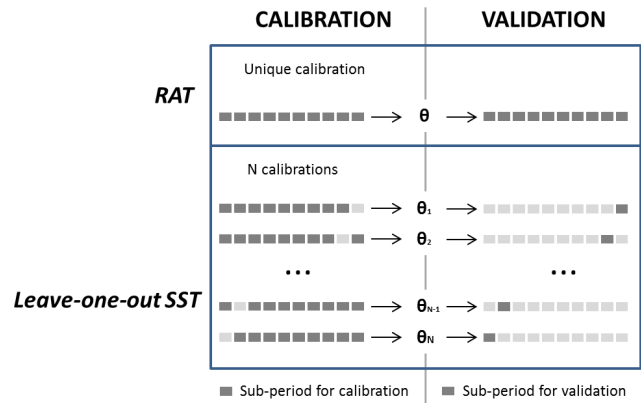 CALIBRATION VALIDATION
RAT
Unique calibration
θ
Leave-one-out SST
N calibrations
θ1
θ2
...
...
θN-1
θN
Sub-period for calibration
Sub-period for validation